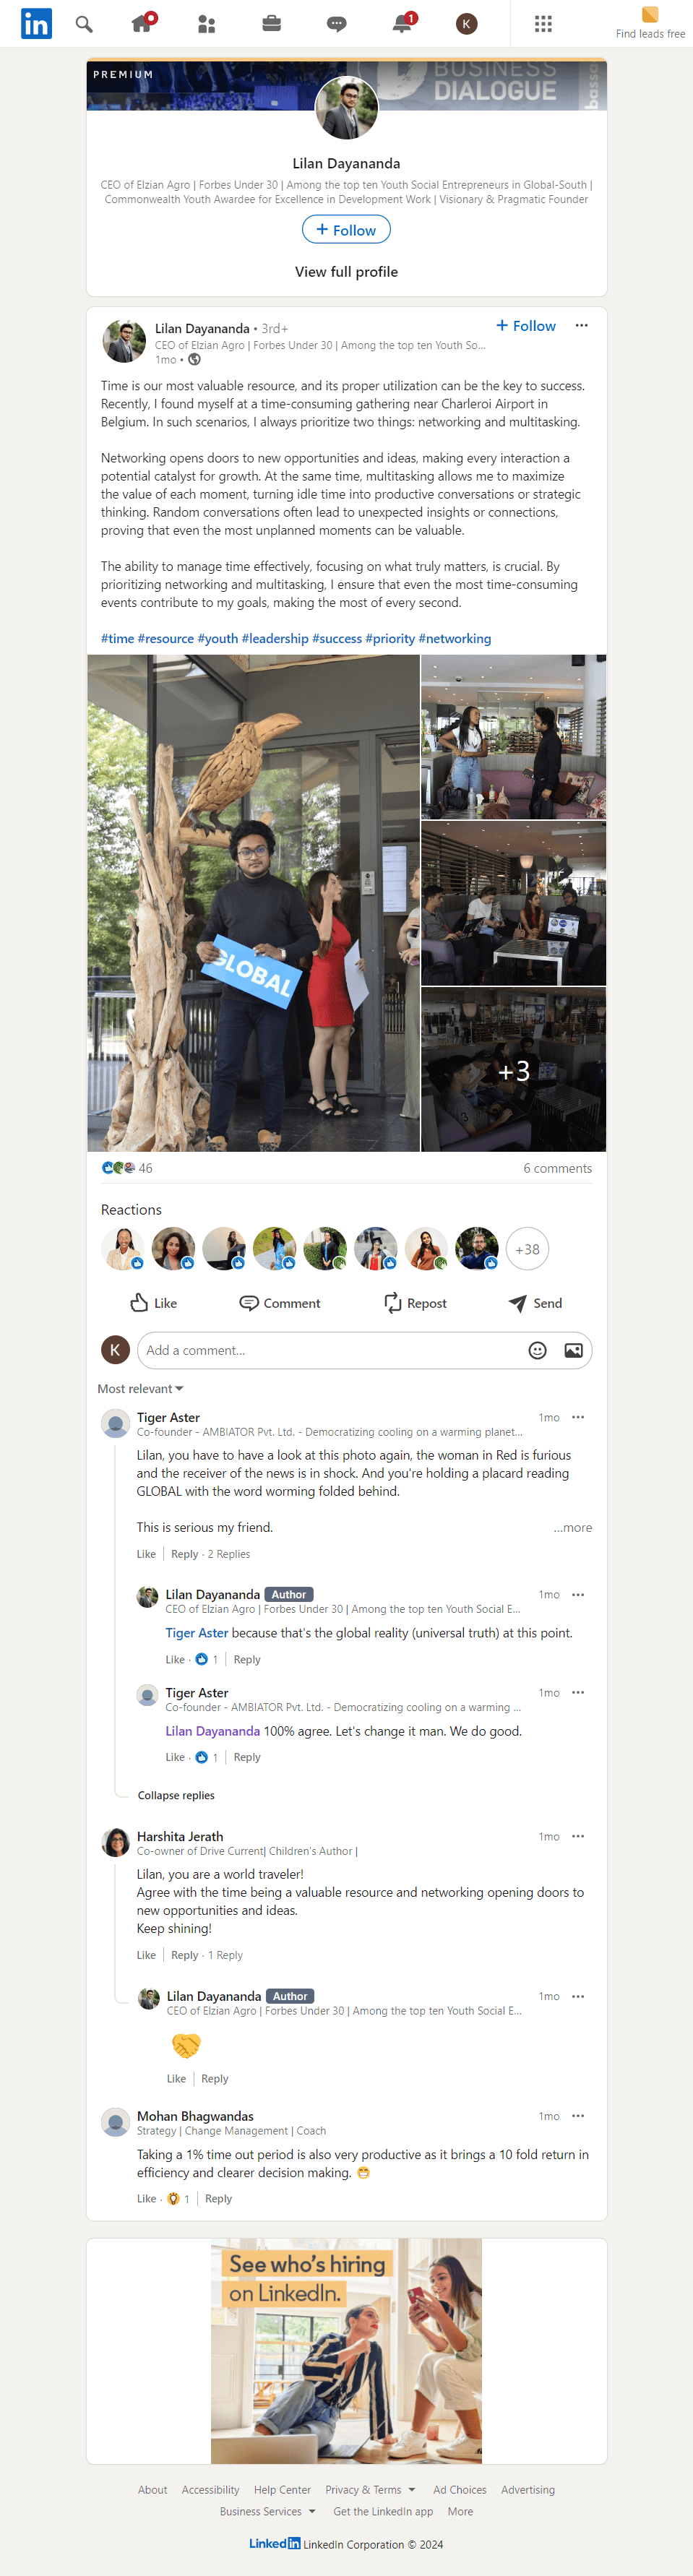 in
1
K
Find leads free
PREMIUM
BUSINESS
DIALOGUE
bassa
Lilan Dayananda
CEO of Elzian Agro | Forbes Under 30 | Among the top ten Youth Social Entrepreneurs in Global-South |
Commonwealth Youth Awardee for Excellence in Development Work | Visionary & Pragmatic Founder
+ Follow
View full profile
Lilan Dayananda • 3rd+
+ Follow
CEO of Elzian Agro | Forbes Under 30 | Among the top ten Youth So...
1mo •
Time is our most valuable resource, and its proper utilization can be the key to success.
Recently, I found myself at a time-consuming gathering near Charleroi Airport in
Belgium. In such scenarios, I always prioritize two things: networking and multitasking.
Networking opens doors to new opportunities and ideas, making every interaction a
potential catalyst for growth. At the same time, multitasking allows me to maximize
the value of each moment, turning idle time into productive conversations or strategic
thinking. Random conversations often lead to unexpected insights or connections,
proving that even the most unplanned moments can be valuable.
The ability to manage time effectively, focusing on what truly matters, is crucial. By
prioritizing networking and multitasking, I ensure that even the most time-consuming
events contribute to my goals, making the most of every second.
#time #resource #youth #leadership #success #priority #networking
GLOBAL
+3
46
6 comments
Reactions
+38
Like
Comment
Repost
Send
K
Add a comment...
Most relevant
Tiger Aster
1mo
Co-founder - AMBIATOR Pvt. Ltd. - Democratizing cooling on a warming planet...
Lilan, you have to have a look at this photo again, the woman in Red is furious
and the receiver of the news is in shock. And you're holding a placard reading
GLOBAL with the word worming folded behind.
This is serious my friend.
...more
Like | Reply · 2 Replies
Lilan Dayananda Author
1mo
CEO of Elzian Agro | Forbes Under 30 | Among the top ten Youth Social E...
Tiger Aster because that's the global reality (universal truth) at this point.
Like · 1 | Reply
Tiger Aster
1mo
Co-founder - AMBIATOR Pvt. Ltd. - Democratizing cooling on a warming ...
Lilan Dayananda 100% agree. Let's change it man. We do good.
Like · 1 | Reply
Collapse replies
Harshita Jerath
1mo
Co-owner of Drive Current| Children's Author |
Lilan, you are a world traveler!
Agree with the time being a valuable resource and networking opening doors to
new opportunities and ideas.
Keep shining!
Like | Reply · 1 Reply
Lilan Dayananda Author
1mo
CEO of Elzian Agro | Forbes Under 30 | Among the top ten Youth Social E...
🤝
Like | Reply
Mohan Bhagwandas
1mo
Strategy | Change Management | Coach
Taking a 1% time out period is also very productive as it brings a 10 fold return in
efficiency and clearer decision making. 😁
Like · 1 | Reply
See who's hiring
on LinkedIn.
About Accessibility Help Center Privacy & Terms Ad Choices Advertising
Business Services Get the LinkedIn app More
Linked in LinkedIn Corporation © 2024